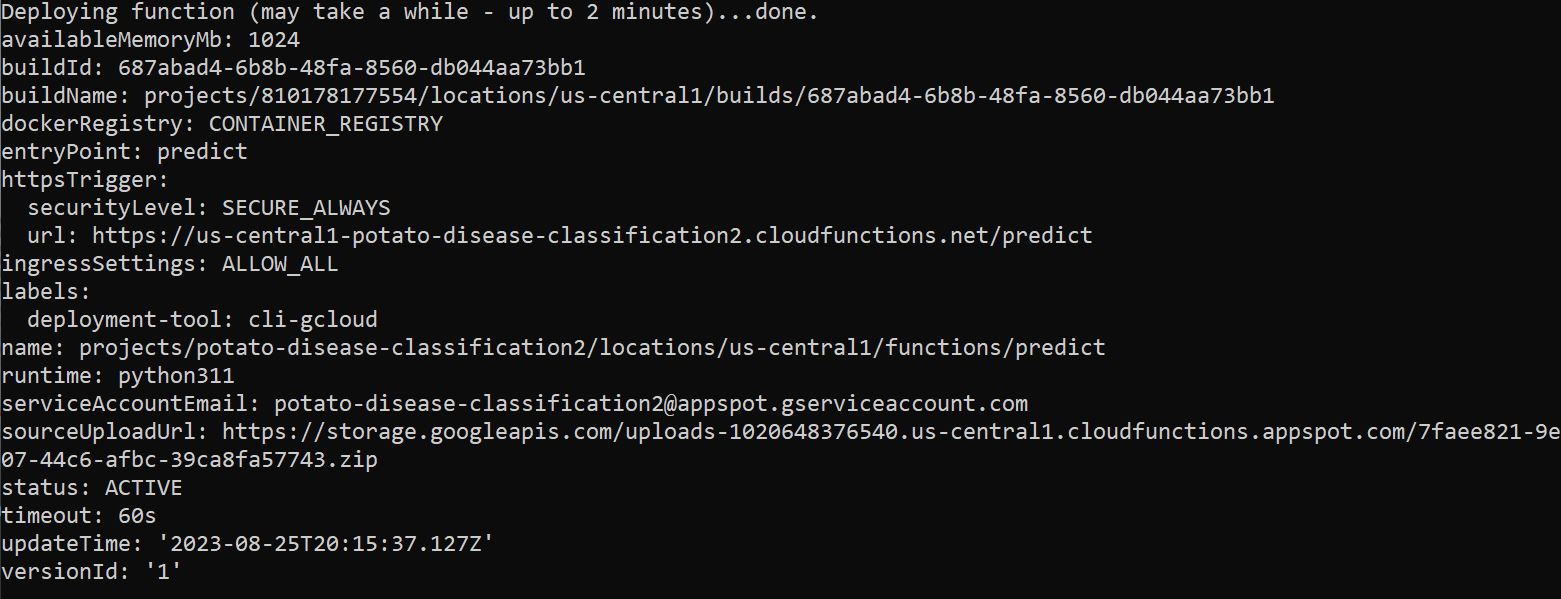 Deploying function (may take a while - up to 2 minutes)...done.
availableMemoryMb: 1024
buildId: 687abad4-6b8b-48fa-8560-db044aa73bb1
buildName: projects/810178177554/locations/us-central1/builds/687abad4-6b8b-48fa-8560-db044aa73bb1
dockerRegistry: CONTAINER_REGISTRY
entryPoint: predict
httpsTrigger:
  securityLevel: SECURE_ALWAYS
  url: https://us-central1-potato-disease-classification2.cloudfunctions.net/predict
ingressSettings: ALLOW_ALL
labels:
  deployment-tool: cli-gcloud
name: projects/potato-disease-classification2/locations/us-central1/functions/predict
runtime: python311
serviceAccountEmail: potato-disease-classification2@appspot.gserviceaccount.com
sourceUploadUrl: https://storage.googleapis.com/uploads-1020648376540.us-central1.cloudfunctions.appspot.com/7faee821-9e
07-44c6-afbc-39ca8fa57743.zip
status: ACTIVE
timeout: 60s
updateTime: '2023-08-25T20:15:37.127Z'
versionId: '1'